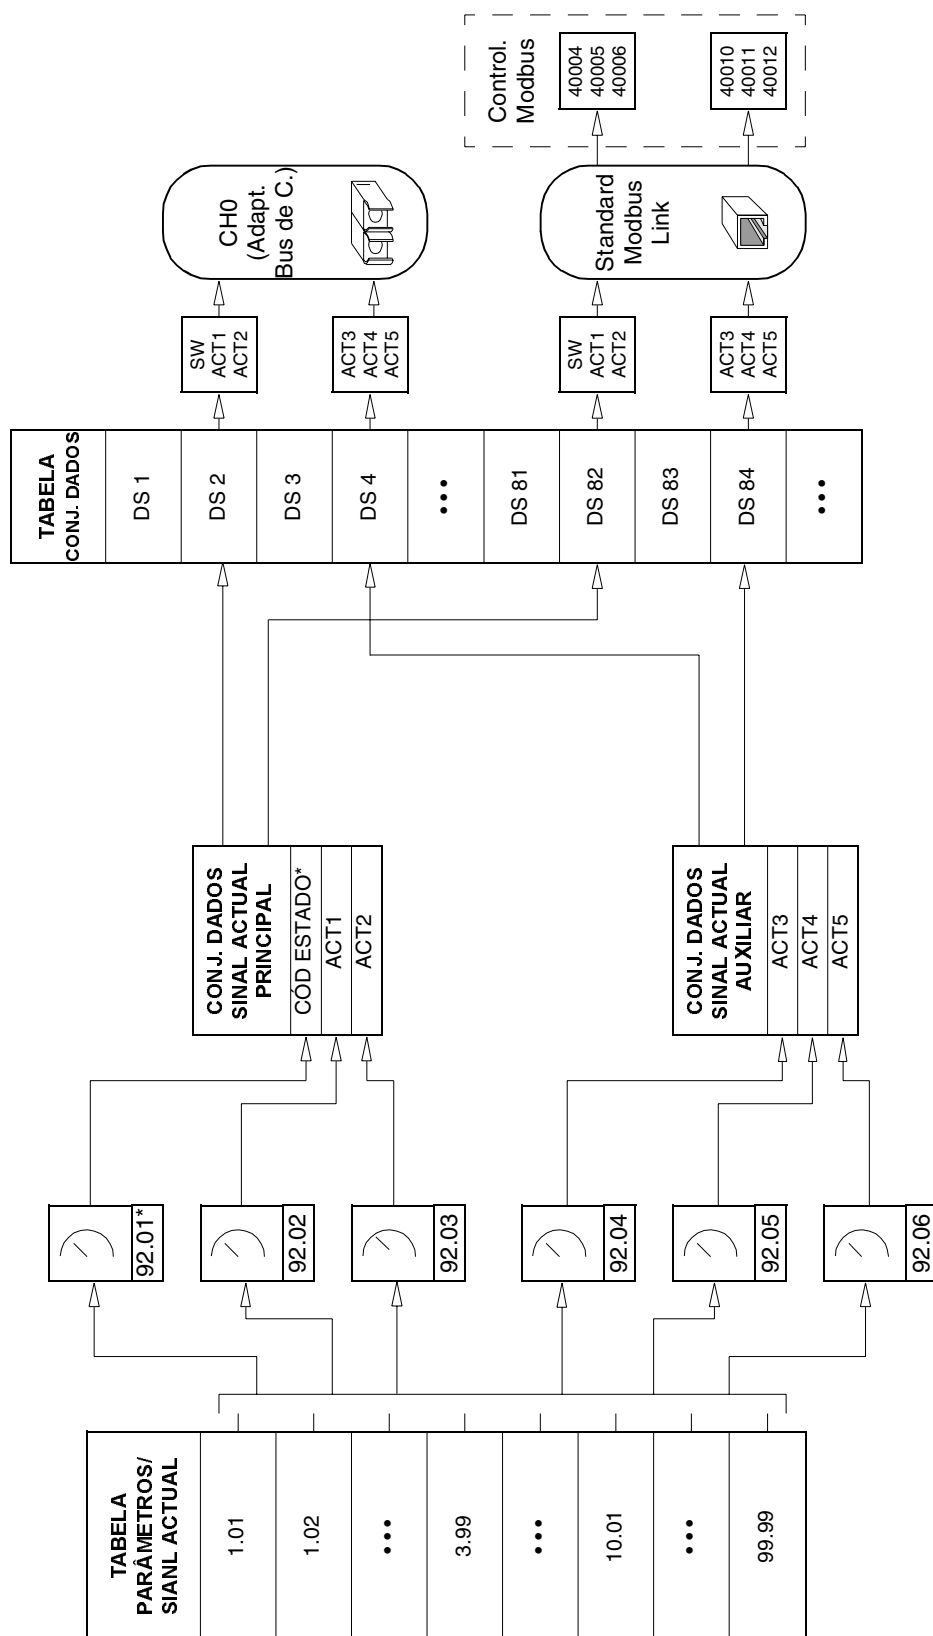 TABELA
PARÂMETROS/
SIANL ACTUAL
1.01
1.02
•••
3.99
•••
10.01
•••
99.99
92.01*
92.02
92.03
92.04
92.05
92.06
CONJ. DADOS
SINAL ACTUAL
PRINCIPAL
CÓD ESTADO*
ACT1
ACT2
CONJ. DADOS
SINAL ACTUAL
AUXILIAR
ACT3
ACT4
ACT5
TABELA
CONJ. DADOS
DS 1
DS 2
DS 3
DS 4
•••
DS 81
DS 82
DS 83
DS 84
•••
SW
ACT1
ACT2
ACT3
ACT4
ACT5
SW
ACT1
ACT2
ACT3
ACT4
ACT5
CH0
(Adapt.
Bus de C.)
Standard
Modbus
Link
Control.
Modbus
40004
40005
40006
40010
40011
40012